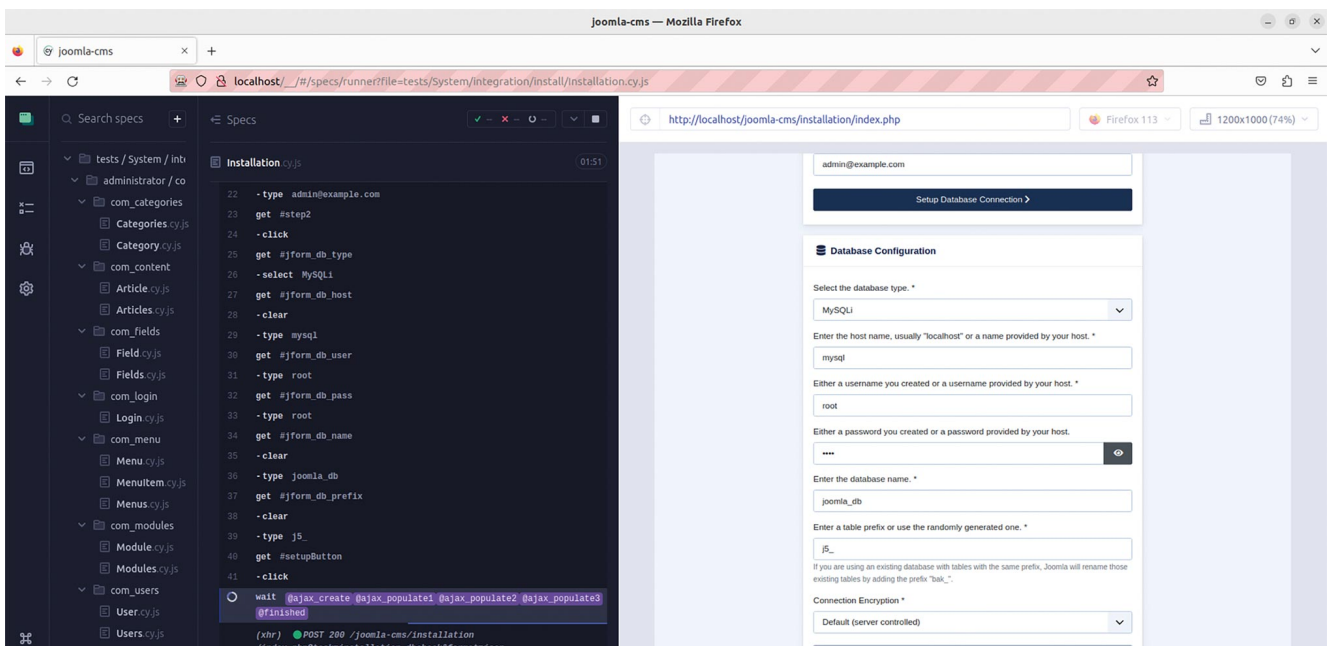 joomla-cms — Mozilla Firefox
joomla-cms
localhost/__/#/specs/runner?file=tests/System/integration/install/Installation.cy.js
Search specs
tests / System / inte
administrator / co
com_categories
Categories.cy.js
Category.cy.js
com_content
Article.cy.js
Articles.cy.js
com_fields
Field.cy.js
Fields.cy.js
com_login
Login.cy.js
com_menu
Menu.cy.js
MenuItem.cy.js
Menus.cy.js
com_modules
Module.cy.js
Modules.cy.js
com_users
User.cy.js
Users.cy.js
Specs
-- -- --
Installation.cy.js 01:51
22 -type admin@example.com
23 get #step2
24 -click
25 get #jform_db_type
26 -select MySQLi
27 get #jform_db_host
28 -clear
29 -type mysql
30 get #jform_db_user
31 -type root
32 get #jform_db_pass
33 -type root
34 get #jform_db_name
35 -clear
36 -type joomla_db
37 get #jform_db_prefix
38 -clear
39 -type j5_
40 get #setupButton
41 -click
wait @ajax_create @ajax_populate1 @ajax_populate2 @ajax_populate3
@finished
(xhr) POST 200 /joomla-cms/installation
http://localhost/joomla-cms/installation/index.php
Firefox 113
1200x1000 (74%)
admin@example.com
Setup Database Connection
Database Configuration
Select the database type. *
MySQLi
Enter the host name, usually "localhost" or a name provided by your host. *
mysql
Either a username you created or a username provided by your host. *
root
Either a password you created or a password provided by your host.
••••
Enter the database name. *
joomla_db
Enter a table prefix or use the randomly generated one. *
j5_
If you are using an existing database with tables with the same prefix, Joomla will rename those
existing tables by adding the prefix "bak_".
Connection Encryption *
Default (server controlled)